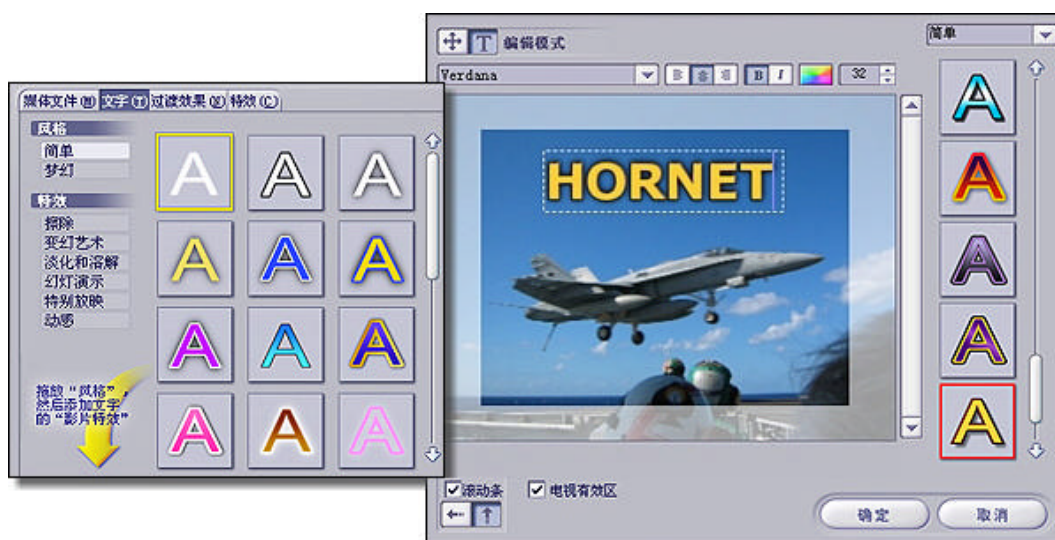 编辑模式
简单
Verdana
B I
32
HORNET
滚动条
电视有效区
确定
取消
媒体文件(M) 文字(T) 过渡效果(X) 特效(C)
风格
简单
梦幻
特效
擦除
变幻艺术
淡化和溶解
幻灯演示
特别放映
动感
拖放“风格”,
然后添加文字
的“影片特效”